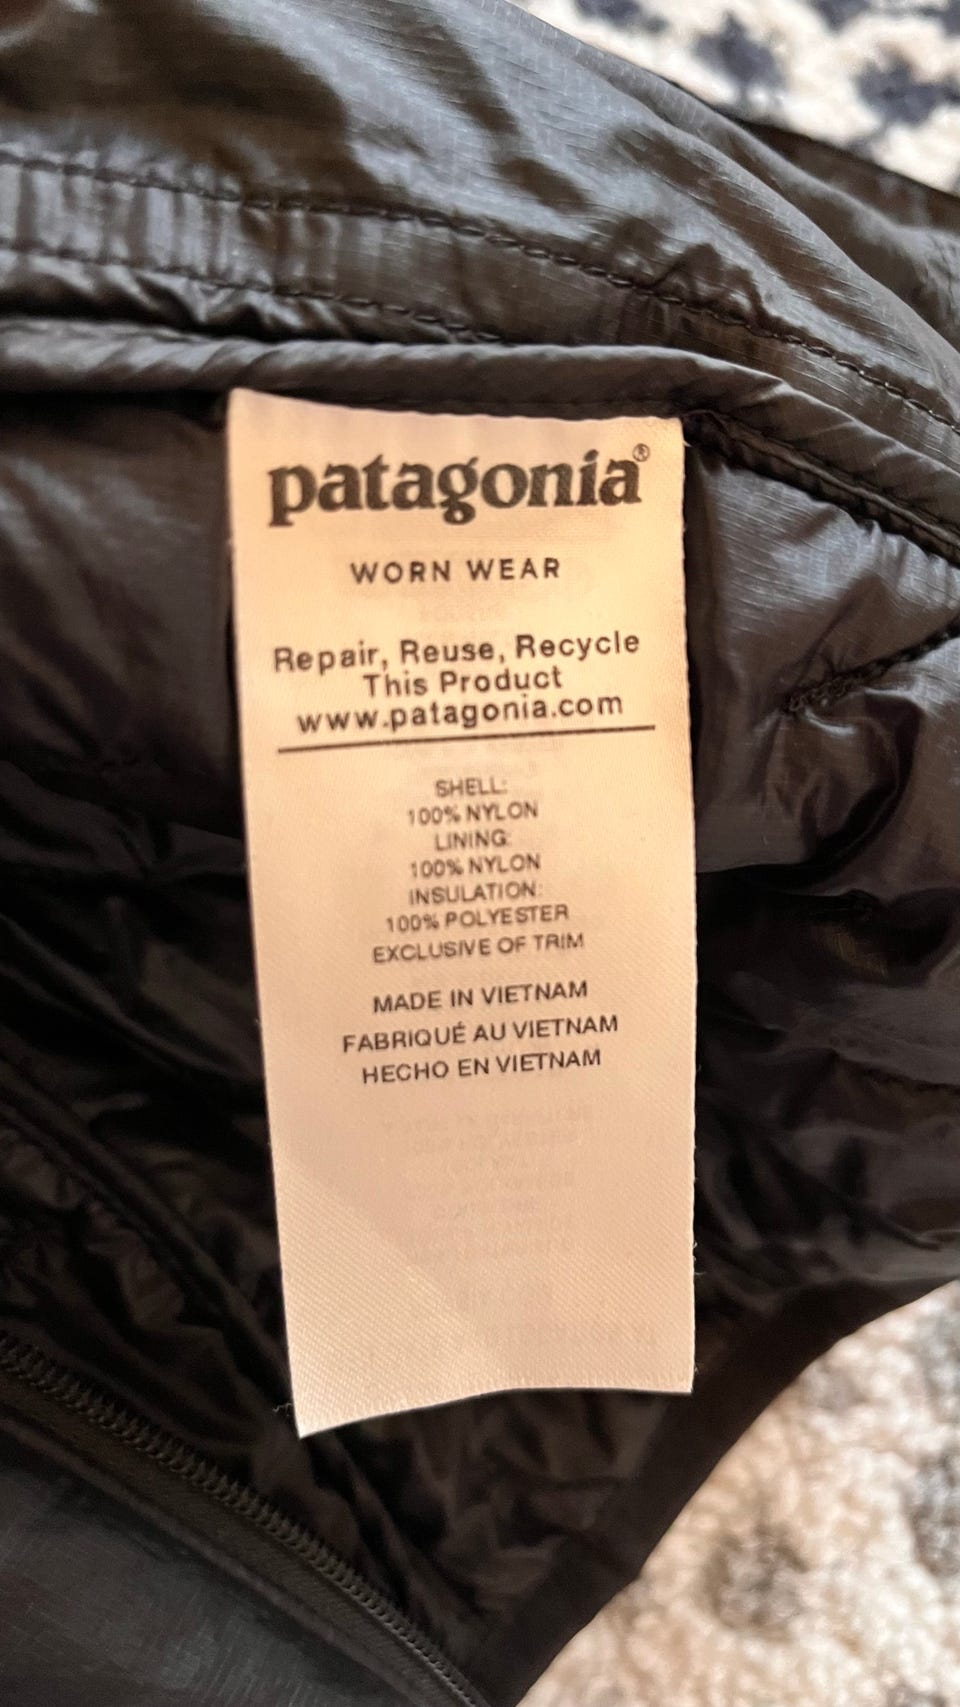 patagonia®
WORN WEAR
Repair, Reuse, Recycle
This Product
www.patagonia.com
SHELL:
100% NYLON
LINING:
100% NYLON
INSULATION:
100% POLYESTER
EXCLUSIVE OF TRIM
MADE IN VIETNAM
FABRIQUÉ AU VIETNAM
HECHO EN VIETNAM